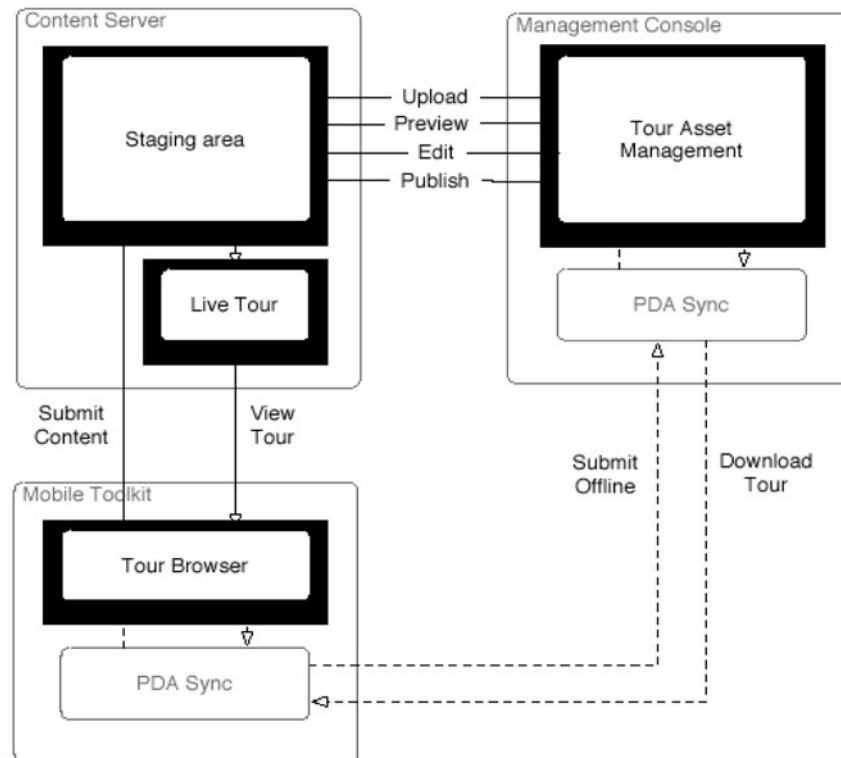 Content Server
Management Console
Staging area
Upload
Preview
Edit
Publish
Tour Asset
Management
Live Tour
PDA Sync
Submit
Content
View
Tour
Submit
Offline
Download
Tour
Mobile Toolkit
Tour Browser
PDA Sync